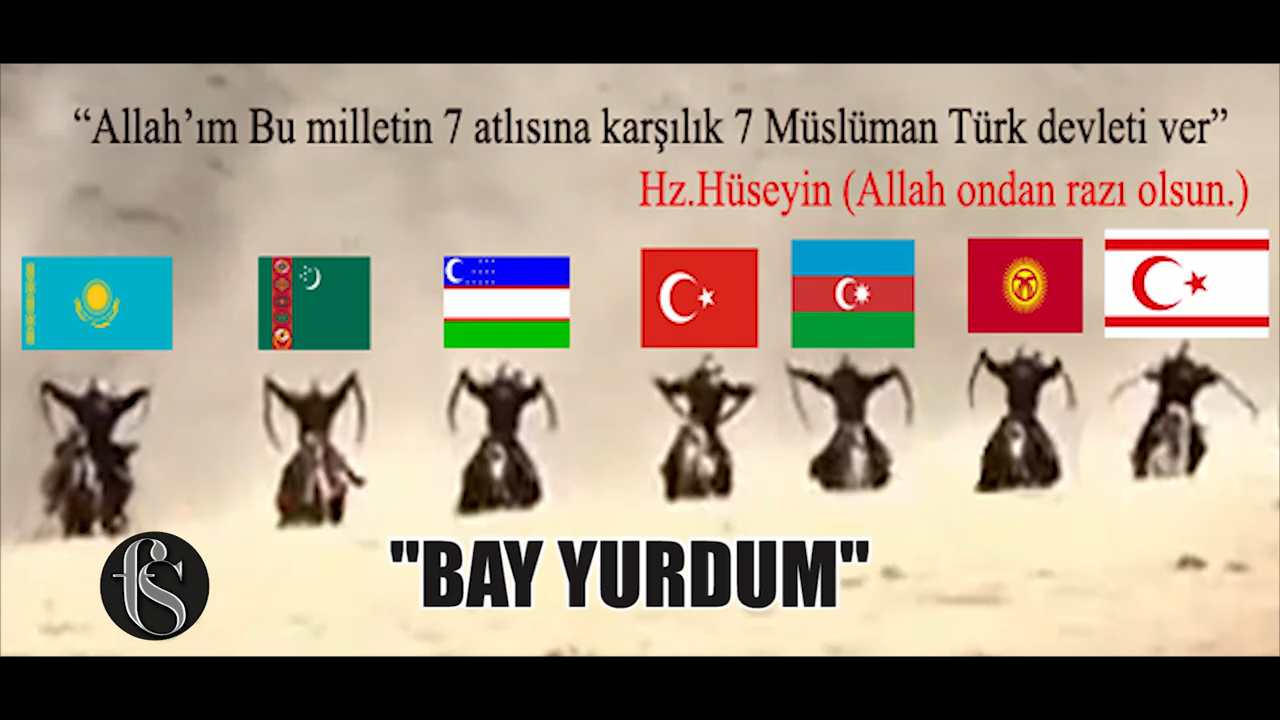 “Allah’ım Bu milletin 7 atlısına karşılık 7 Müslüman Türk devleti ver”
Hz.Hüseyin (Allah ondan razı olsun.)
"BAY YURDUM"